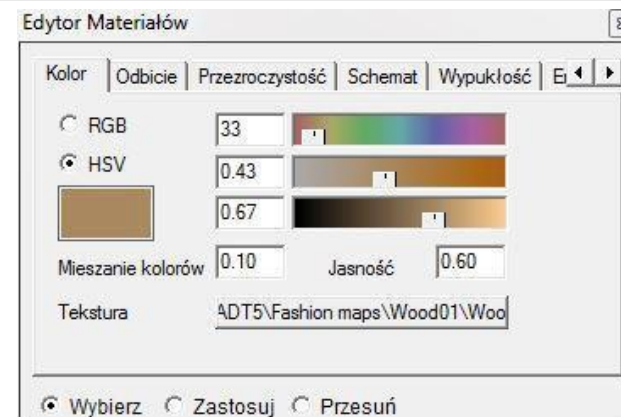 Edytor Materiałów
Kolor Odbicie Przezroczystość Schemat Wypukłość
RGB 33
HSV 0.43
0.67
Mieszanie kolorów 0.10 Jasność 0.60
Tekstura ADT5\Fashion maps\Wood01\Woo
Wybierz Zastosuj Przesuń